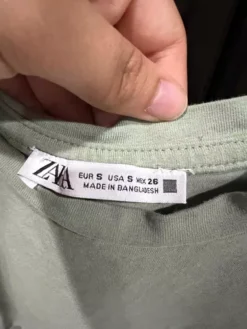 ZARA
EUR S USA S MEX 26
MADE IN BANGLADESH